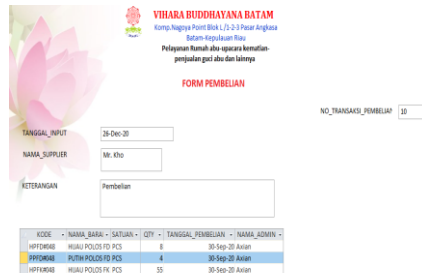 VIHARA BUDDHAYANA BATAM
Komp.Nagoya Point Blok L /1-2-3 Pasar Angkasa
Batam-Kepulauan Riau
Pelayanan Rumah abu-upacara kematian-
penjualan guci abu dan lainnya
FORM PEMBELIAN
NO_TRANSAKSI_PEMBELIAN 10
TANGGAL_INPUT 26-Dec-20
NAMA_SUPPLIER Mr. Kho
KETERANGAN Pembelian
KODE NAMA_BARA SATUAN QTY TANGGAL_PEMBELIAN NAMA_ADMIN
HPFD#048 HIJAU POLOS FD PCS 8 30-Sep-20 Axian
PPFD#048 PUTIH POLOS FD PCS 4 30-Sep-20 Axian
HPFK#048 HIJAU POLOS FK PCS 55 30-Sep-20 Axian